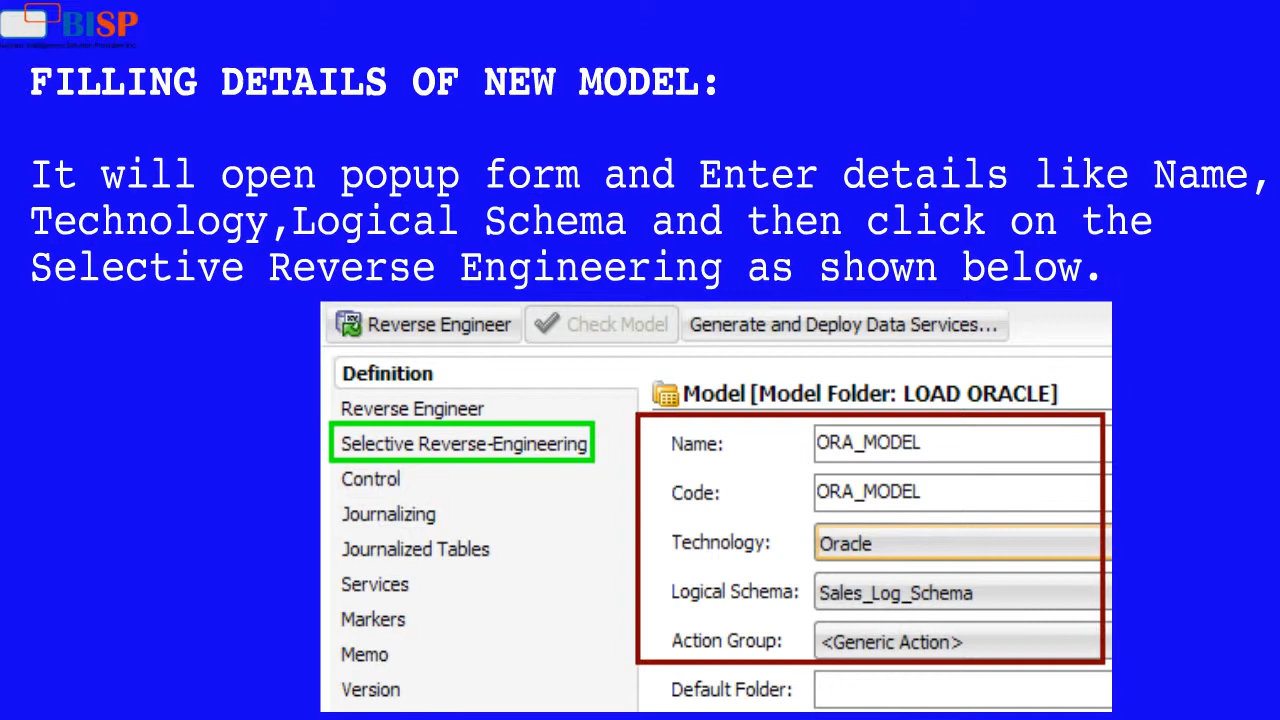 BISP
FILLING DETAILS OF NEW MODEL:
It will open popup form and Enter details like Name,
Technology,Logical Schema and then click on the
Selective Reverse Engineering as shown below.
Reverse Engineer
Check Model
Generate and Deploy Data Services...
Definition
Reverse Engineer
Selective Reverse-Engineering
Control
Journalizing
Journalized Tables
Services
Markers
Memo
Version
Model [Model Folder: LOAD ORACLE]
Name: ORA_MODEL
Code: ORA_MODEL
Technology: Oracle
Logical Schema: Sales_Log_Schema
Action Group: <Generic Action>
Default Folder: